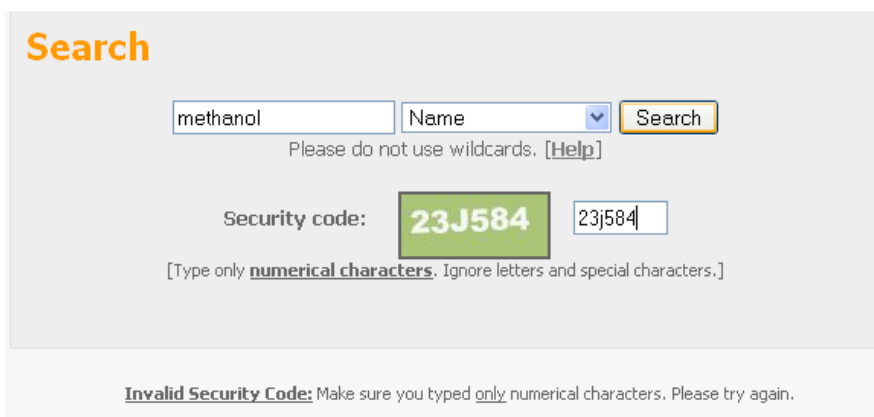 Search
methanol Name Search
Please do not use wildcards. [Help]
Security code: 23J584 23j584
[Type only numerical characters. Ignore letters and special characters.]
Invalid Security Code: Make sure you typed only numerical characters. Please try again.